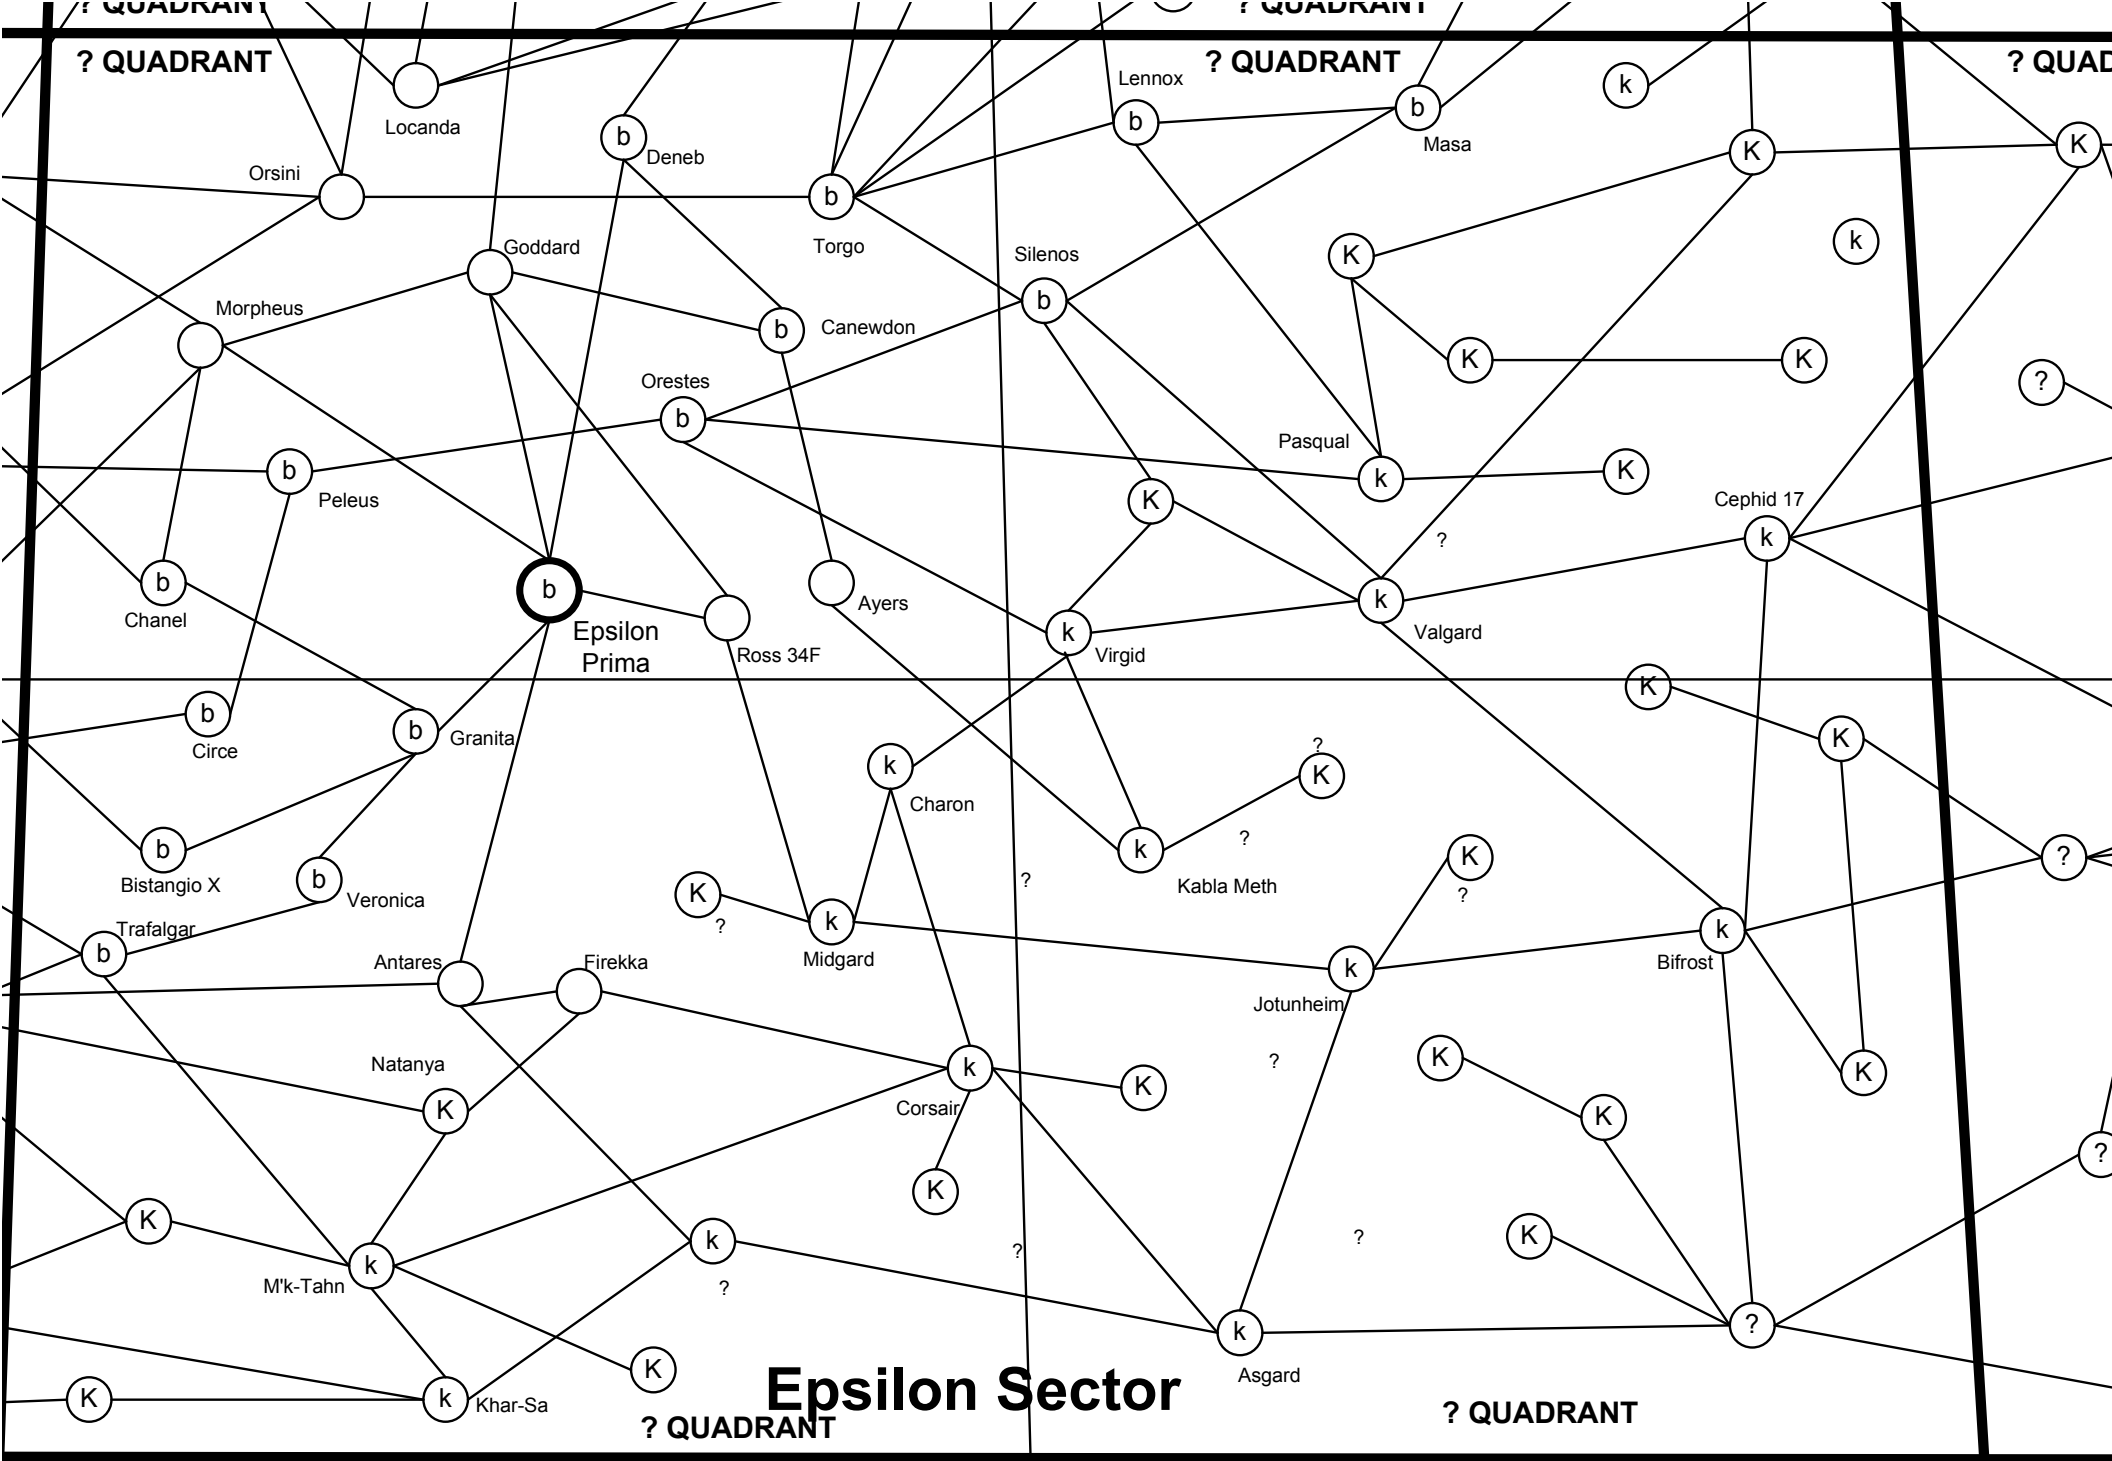 ? QUADRANT
? QUADRANT
? QUADRANT
? QUADRANT
? QUAD
Lennox
k
b
b
Locanda
b
Deneb
Masa
K
K
Orsini
b
Torgo
k
Goddard
Silenos
K
b
Morpheus
b
Canewdon
K
K
?
Orestes
b
Pasqual
b
Peleus
k
K
K
Cephid 17
k
?
b
Chanel
b
Epsilon
Prima
Ayers
k
Valgard
Ross 34F
k
Virgid
K
b
Circe
b
Granita
K
?
K
k
Charon
?
b
Bistangio X
k
Kabla Meth
K
?
?
b
Veronica
K
?
?
k
Midgard
k
Bifrost
Trafalgar
b
Antares
Firekka
k
Jotunheim
Natanya
K
k
Corsair
K
?
K
K
K
?
K
K
k
M'k-Tahn
k
?
?
?
K
k
Asgard
?
K
Epsilon Sector
K
k
Khar-Sa
? QUADRANT
? QUADRANT